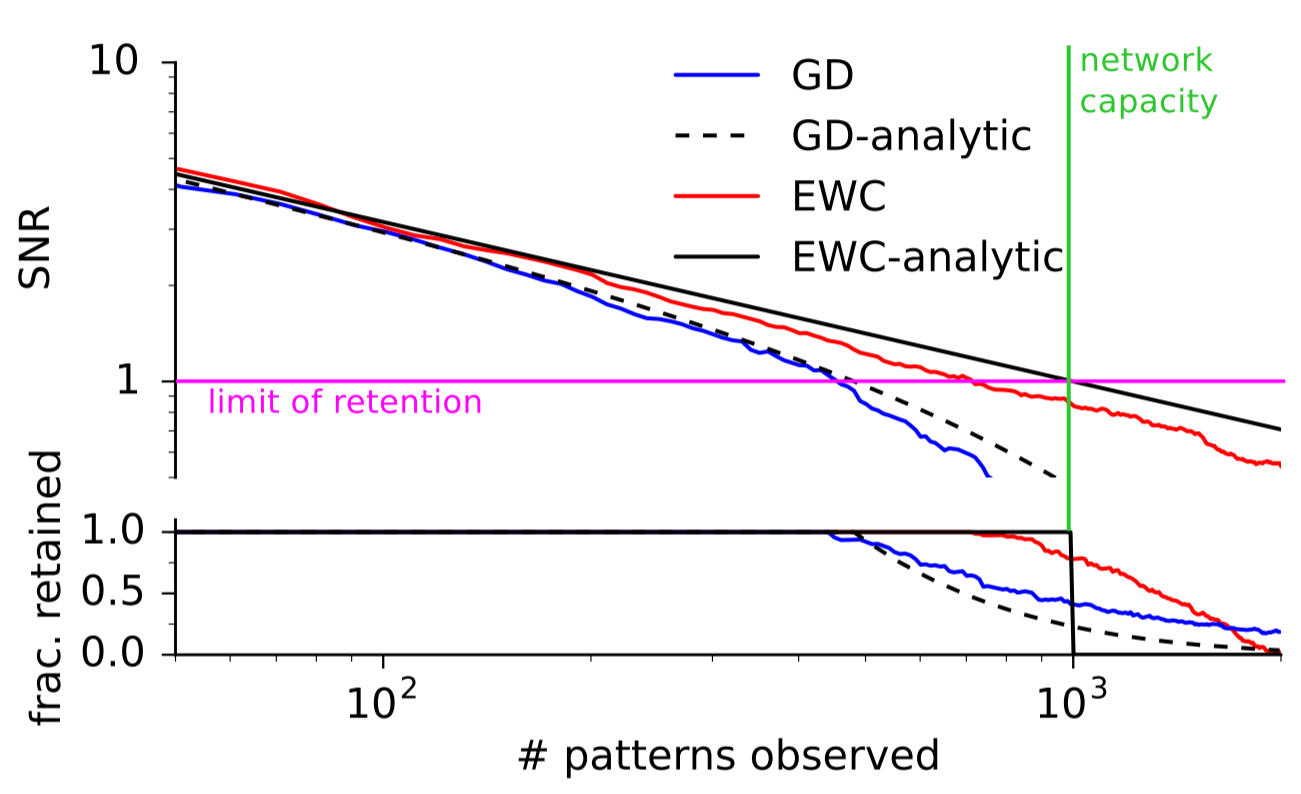 10
1
SNR
GD
GD-analytic
EWC
EWC-analytic
network
capacity
limit of retention
frac. retained
1.0
0.5
0.0
10²
10³
# patterns observed